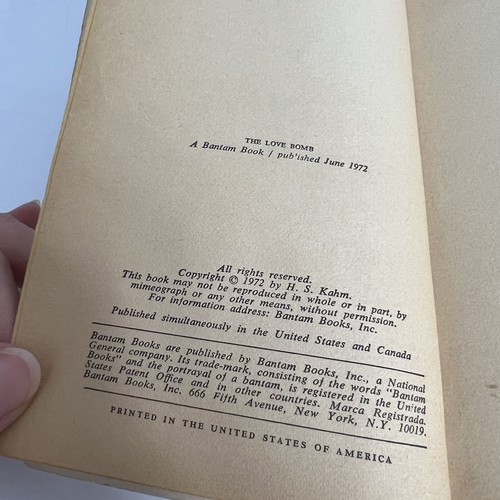 THE LOVE BOMB
A Bantam Book / pub'ished June 1972
All rights reserved.
Copyright © 1972 by H. S. Kahm.
This book may not be reproduced in whole or in part, by
mimeograph or any other means, without permission.
For information address: Bantam Books, Inc.
Published simultaneously in the United States and Canada
Bantam Books are published by Bantam Books, Inc., a National
General company. Its trade-mark, consisting of the words "Bantam
Books" and the portrayal of a bantam, is registered in the United
States Patent Office and in other countries. Marca Registrada.
Bantam Books, Inc. 666 Fifth Avenue, New York, N.Y. 10019.
PRINTED IN THE UNITED STATES OF AMERICA